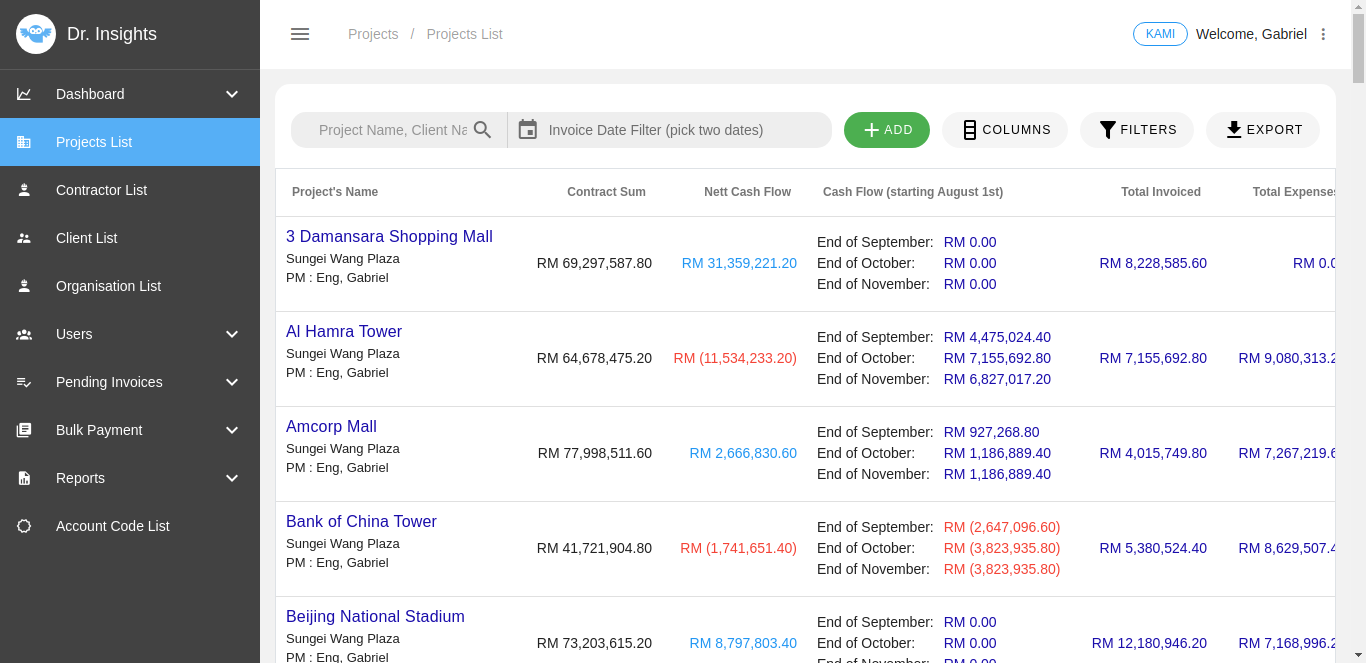 Dr. Insights
Projects / Projects List
KAMI
Welcome, Gabriel
Dashboard
Projects List
Contractor List
Client List
Organisation List
Users
Pending Invoices
Bulk Payment
Reports
Account Code List
Project Name, Client Na
Invoice Date Filter (pick two dates)
ADD
COLUMNS
FILTERS
EXPORT
Project's Name Contract Sum Nett Cash Flow Cash Flow (starting August 1st) Total Invoiced Total Expenses
3 Damansara Shopping Mall
Sungei Wang Plaza
PM : Eng, Gabriel
RM 69,297,587.80
RM 31,359,221.20
End of September: RM 0.00
End of October: RM 0.00
End of November: RM 0.00
RM 8,228,585.60
RM 0.0
Al Hamra Tower
Sungei Wang Plaza
PM : Eng, Gabriel
RM 64,678,475.20
RM (11,534,233.20)
End of September: RM 4,475,024.40
End of October: RM 7,155,692.80
End of November: RM 6,827,017.20
RM 7,155,692.80
RM 9,080,313.2
Amcorp Mall
Sungei Wang Plaza
PM : Eng, Gabriel
RM 77,998,511.60
RM 2,666,830.60
End of September: RM 927,268.80
End of October: RM 1,186,889.40
End of November: RM 1,186,889.40
RM 4,015,749.80
RM 7,267,219.6
Bank of China Tower
Sungei Wang Plaza
PM : Eng, Gabriel
RM 41,721,904.80
RM (1,741,651.40)
End of September: RM (2,647,096.60)
End of October: RM (3,823,935.80)
End of November: RM (3,823,935.80)
RM 5,380,524.40
RM 8,629,507.4
Beijing National Stadium
Sungei Wang Plaza
PM : Eng, Gabriel
RM 73,203,615.20
RM 8,797,803.40
End of September: RM 0.00
End of October: RM 0.00
End of November: RM 0.00
RM 12,180,946.20
RM 7,168,996.2